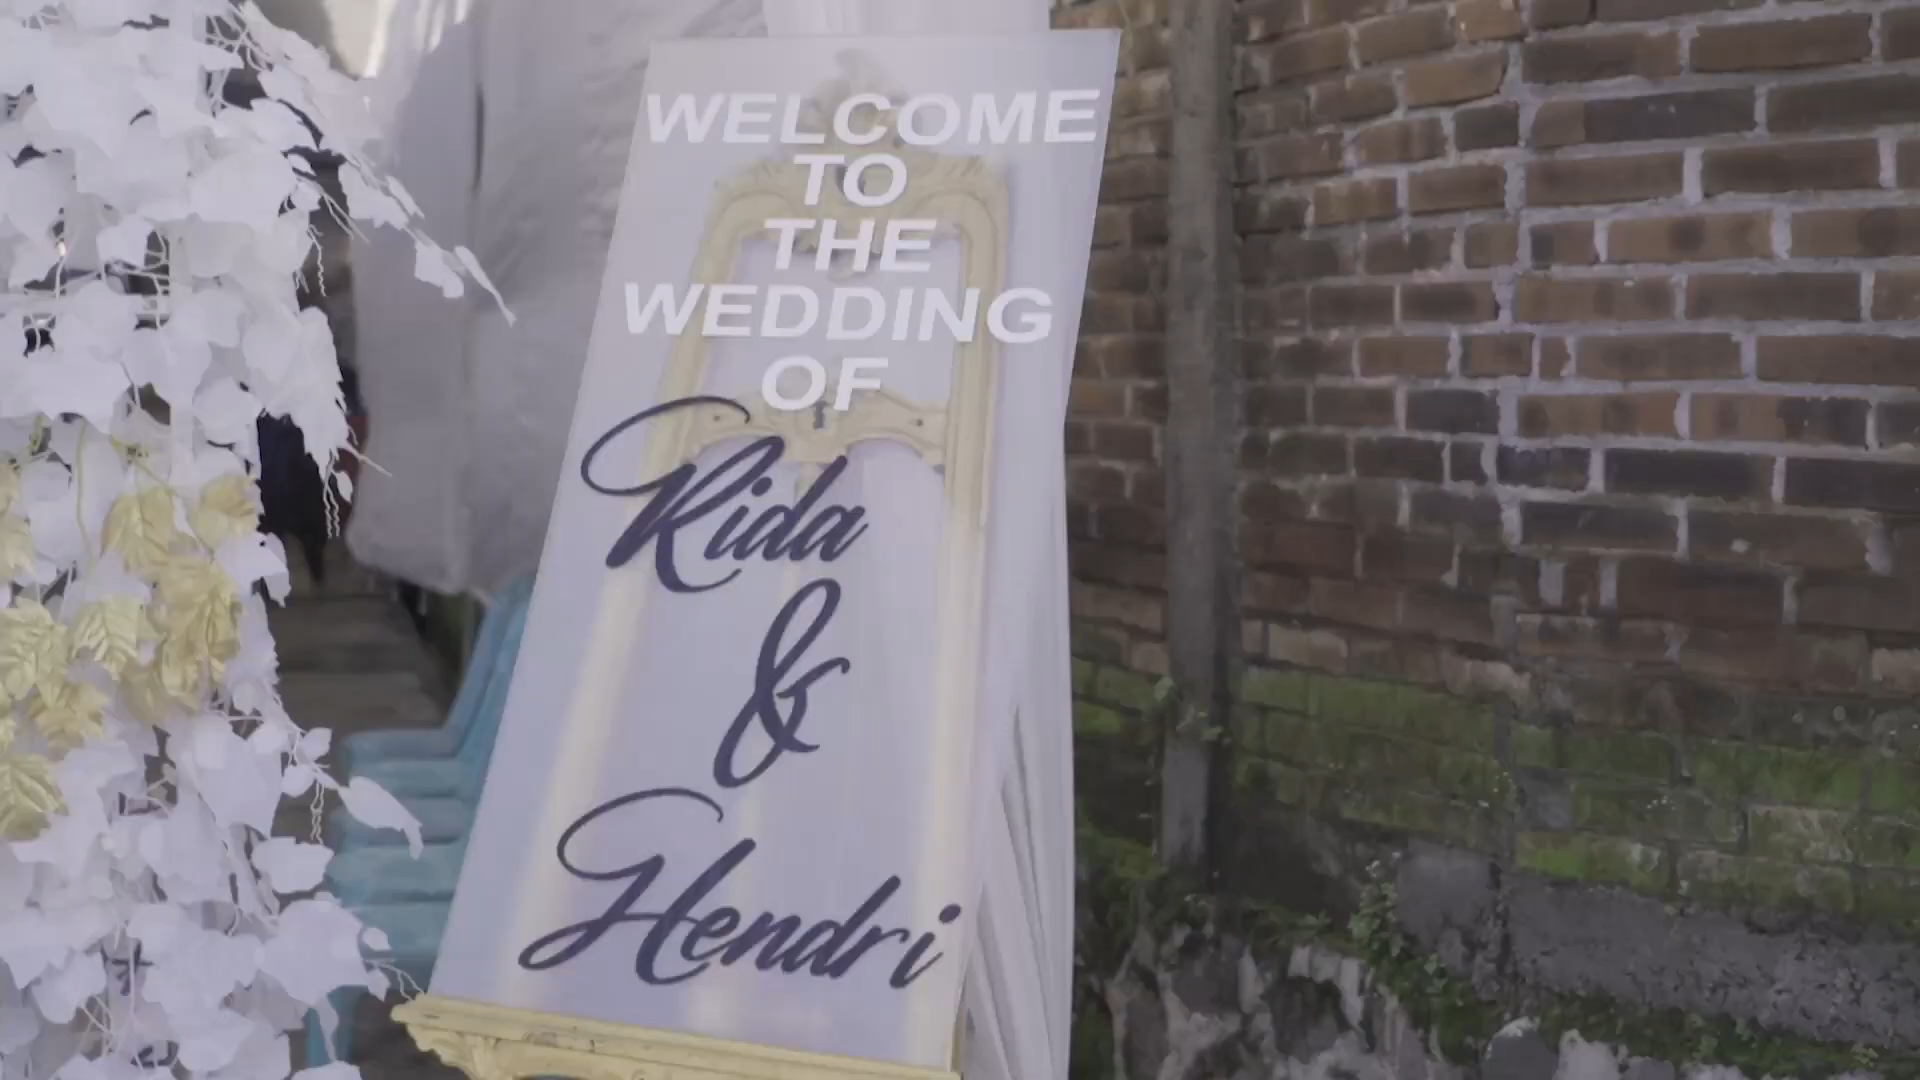 WELCOME
TO
THE
WEDDING
OF
Rida
&
Hendri